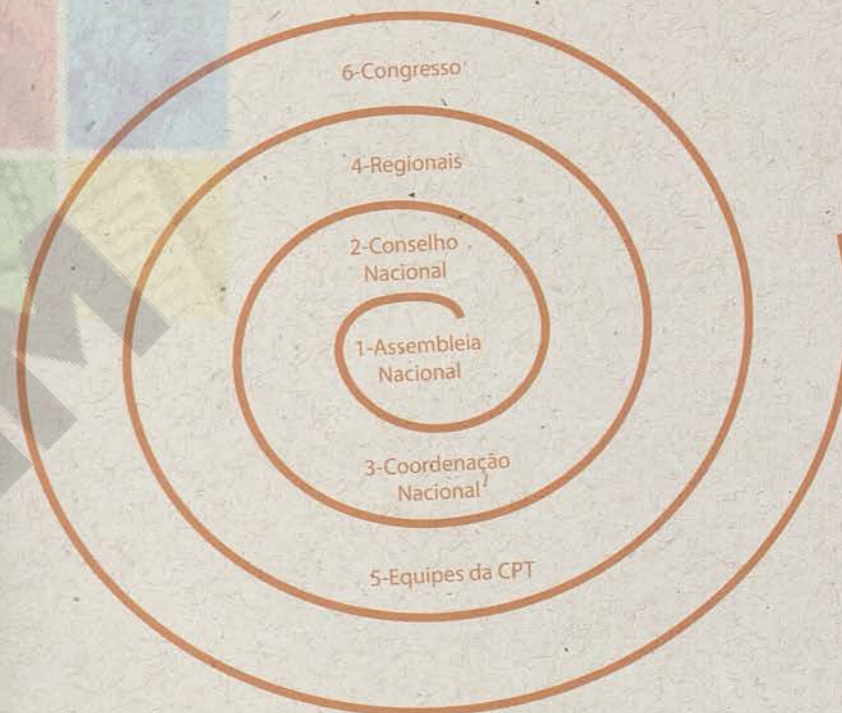 6-Congresso
4-Regionais
2-Conselho
Nacional
1-Assembleia
Nacional
3-Coordenação
Nacional
5-Equipes da CPT